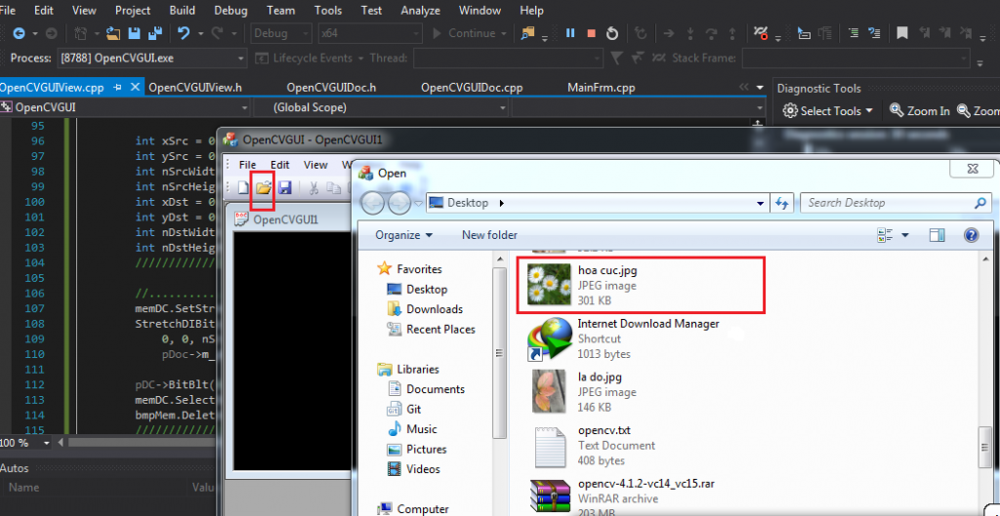 File Edit View Project Build Debug Team Tools Test Analyze Window Help
Debug x64 Continue
Process: [8788] OpenCVGUI.exe Lifecycle Events Thread: Stack Frame:
OpenCVGUIView.cpp OpenCVGUIView.h OpenCVGUIDoc.h OpenCVGUIDoc.cpp MainFrm.cpp
OpenCVGUI (Global Scope)
Diagnostic Tools
Select Tools Zoom In Zoom
95
96 int xSrc = 0
97 int ySrc = 0
98 int nSrcWidt
99 int nSrcHeig
100 int xDst = 0
101 int yDst = 0
102 int nDstWidt
103 int nDstHeig
104 ////////////
105
106 //..........
107 memDC.SetStr
108 StretchDIBit
109 0, 0, nS
110 pDoc->m_
111
112 pDC->BitBlt(
113 memDC.Select
114 bmpMem.Delet
115 ////////////
100 %
Autos
Name Valu
OpenCVGUI - OpenCVGUI1
File Edit View W
OpenCVGUI1
Open
Desktop
Search Desktop
Organize New folder
Favorites
Desktop
Downloads
Recent Places
Libraries
Documents
Git
Music
Pictures
Videos
Computer
hoa cuc.jpg
JPEG image
301 KB
Internet Download Manager
Shortcut
1013 bytes
la do.jpg
JPEG image
146 KB
opencv.txt
Text Document
408 bytes
opencv-4.1.2-vc14_vc15.rar
WinRAR archive
203 MB